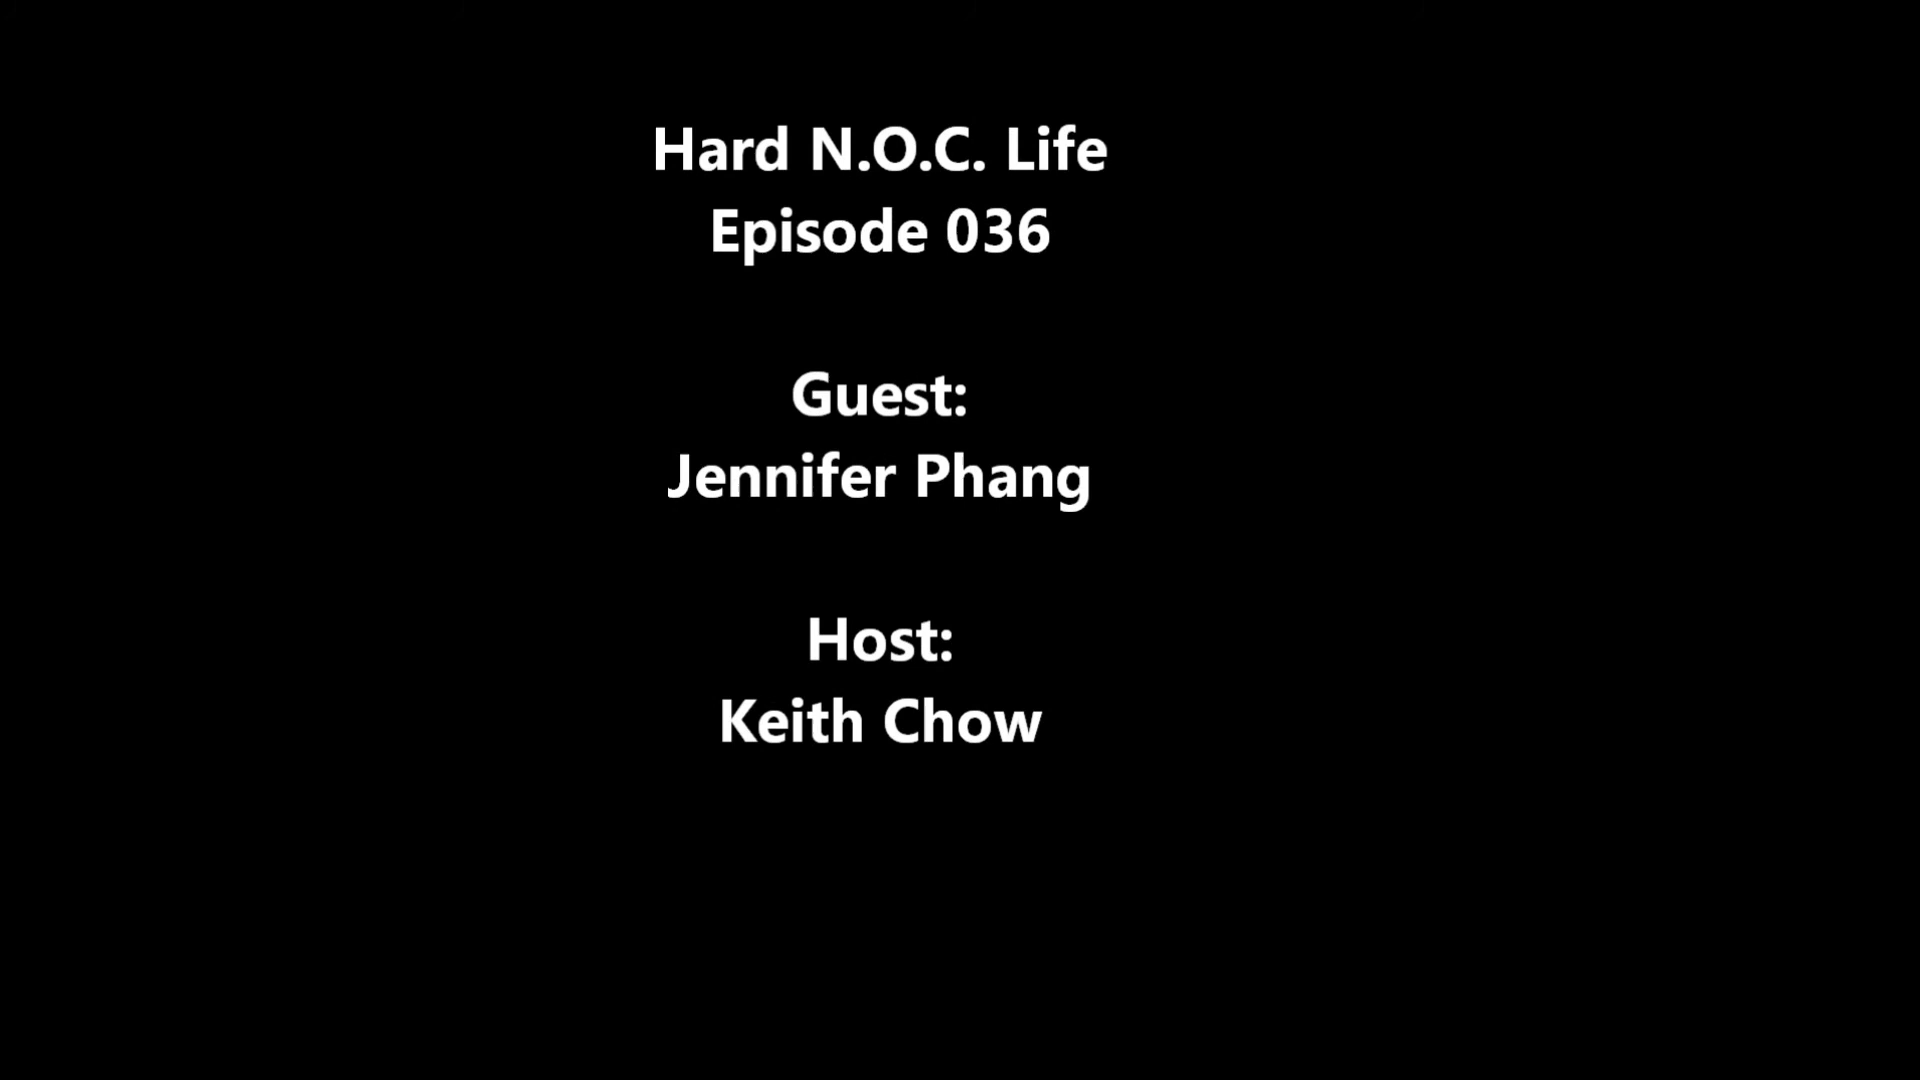 Hard N.O.C. Life
Episode 036
Guest:
Jennifer Phang
Host:
Keith Chow